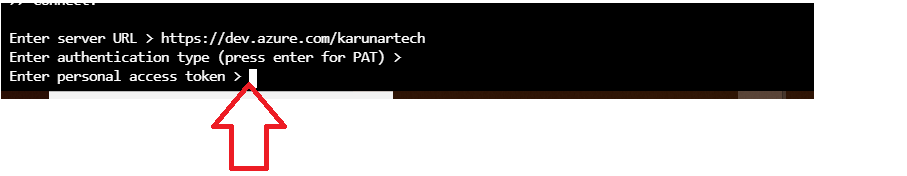 // Connect:
Enter server URL > https://dev.azure.com/karunartech
Enter authentication type (press enter for PAT) >
Enter personal access token >